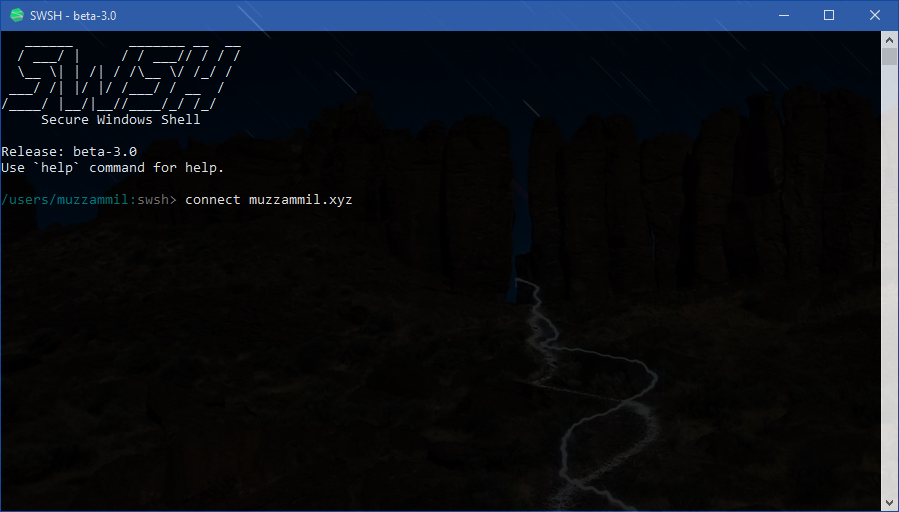 SWSH - beta-3.0
SWSH
Secure Windows Shell
Release: beta-3.0
Use `help` command for help.
/users/muzzammil:swsh> connect muzzammil.xyz